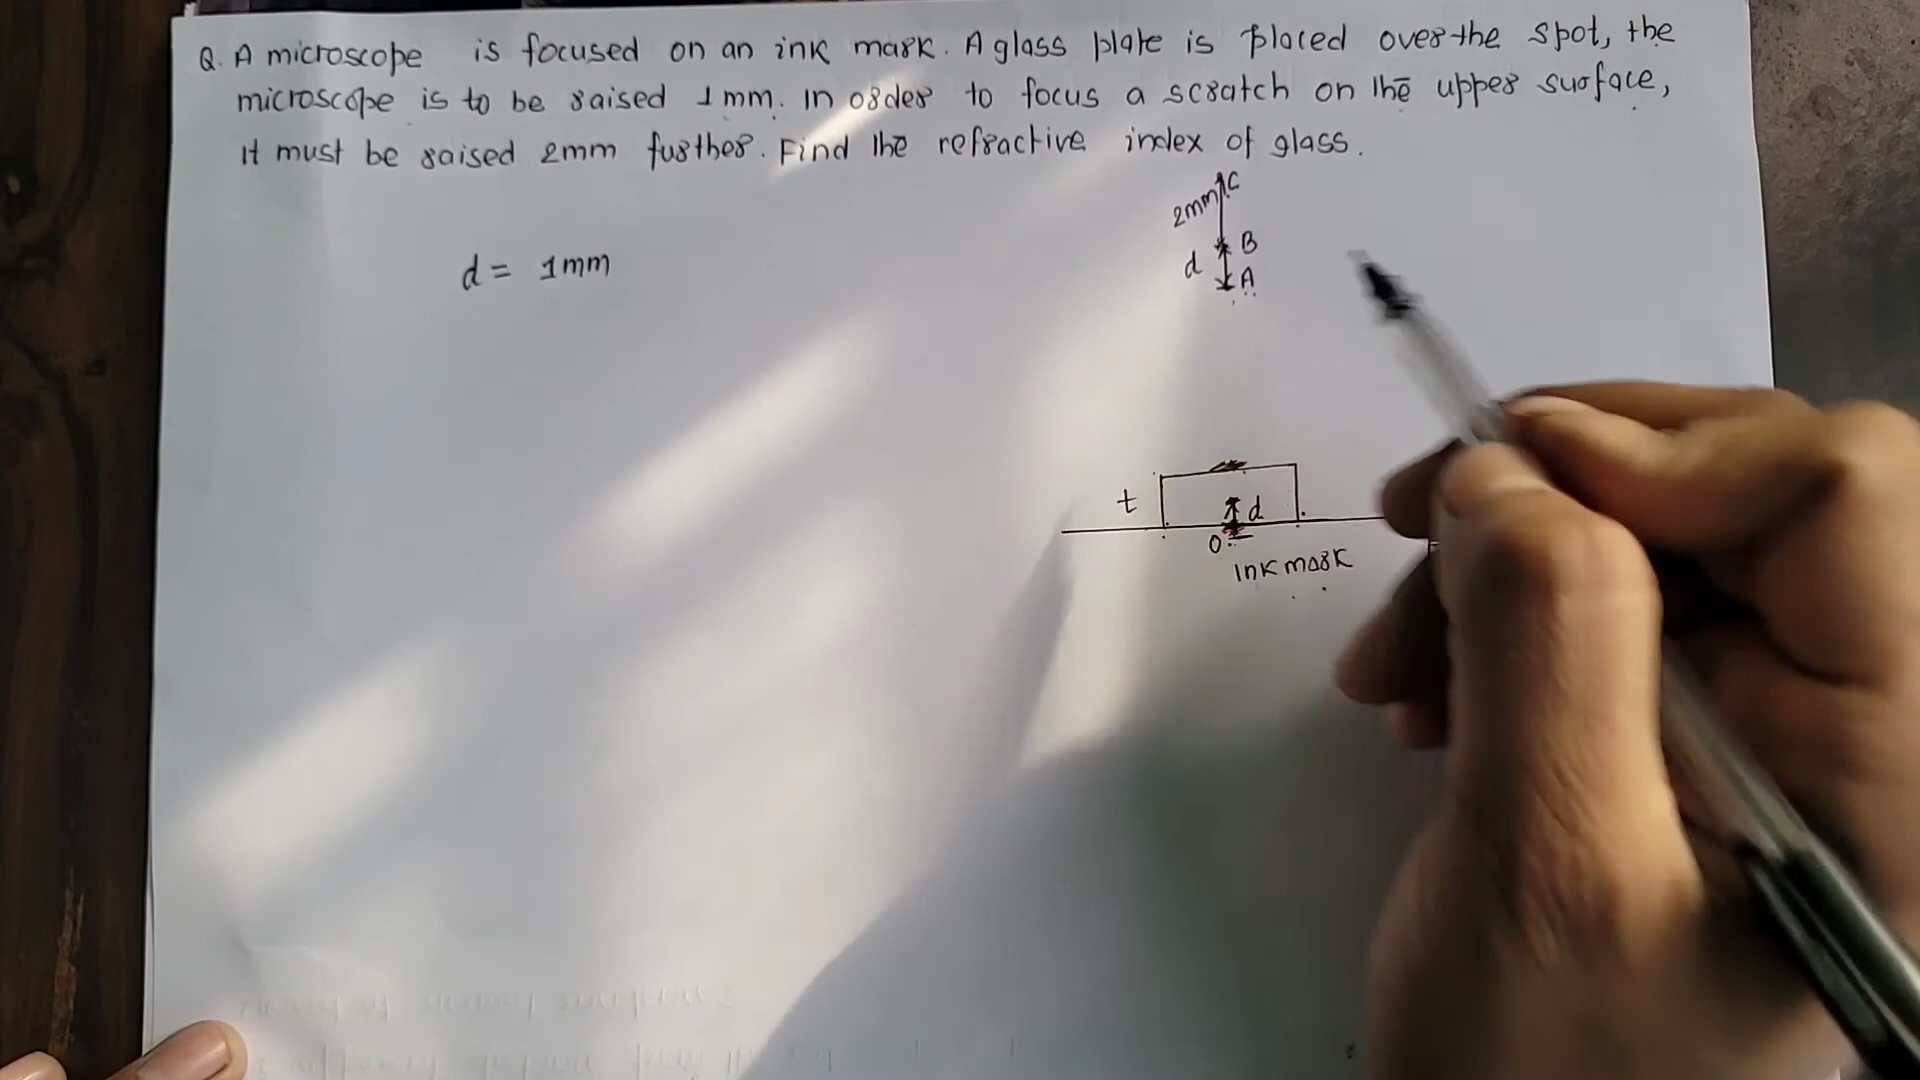 Q. A microscope is focused on an ink mark. A glass plate is placed over the spot, the
microscope is to be raised 1mm. In order to focus a scratch on the upper surface,
it must be raised 2mm further. Find the refractive index of glass.
2mm C
d B
A
d = 1mm
t d
O
Ink mark